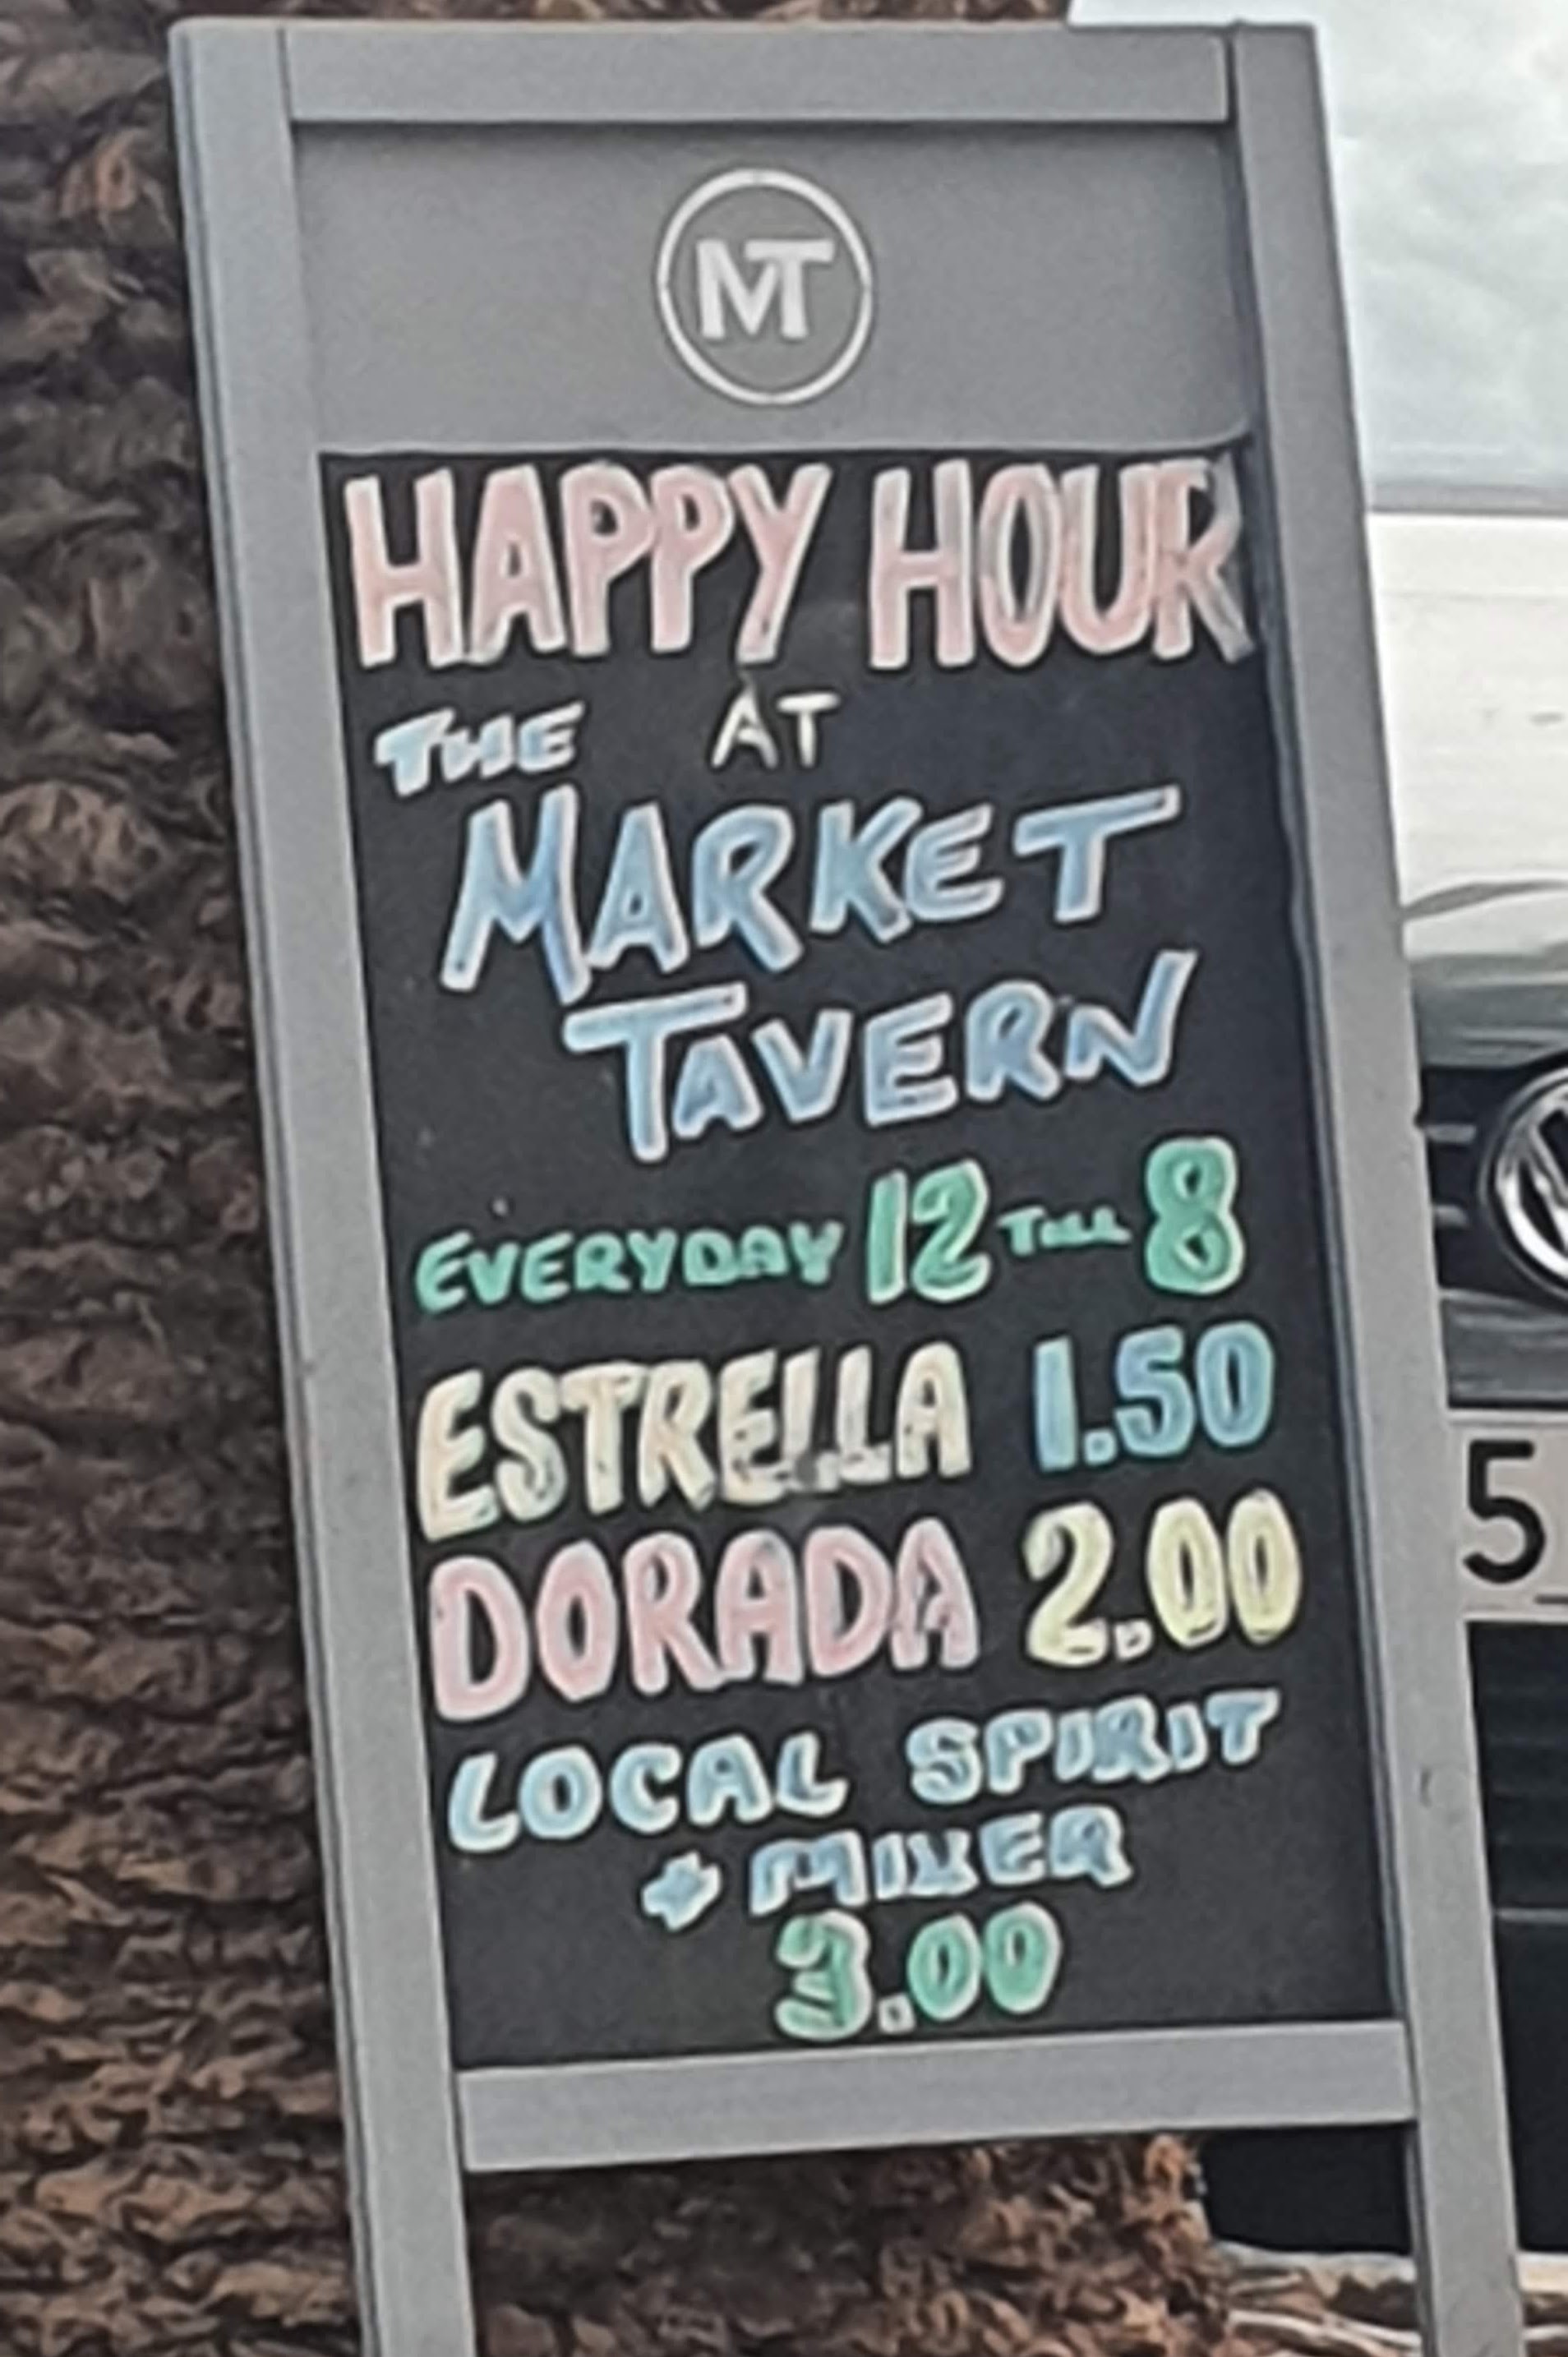 MT
HAPPY HOUR
AT
THE
MARKET
TAVERN
EVERYDAY 12 TILL 8
ESTRELLA 1.50
DORADA 2.00
LOCAL SPIRIT
+ MIXER
3.00
5